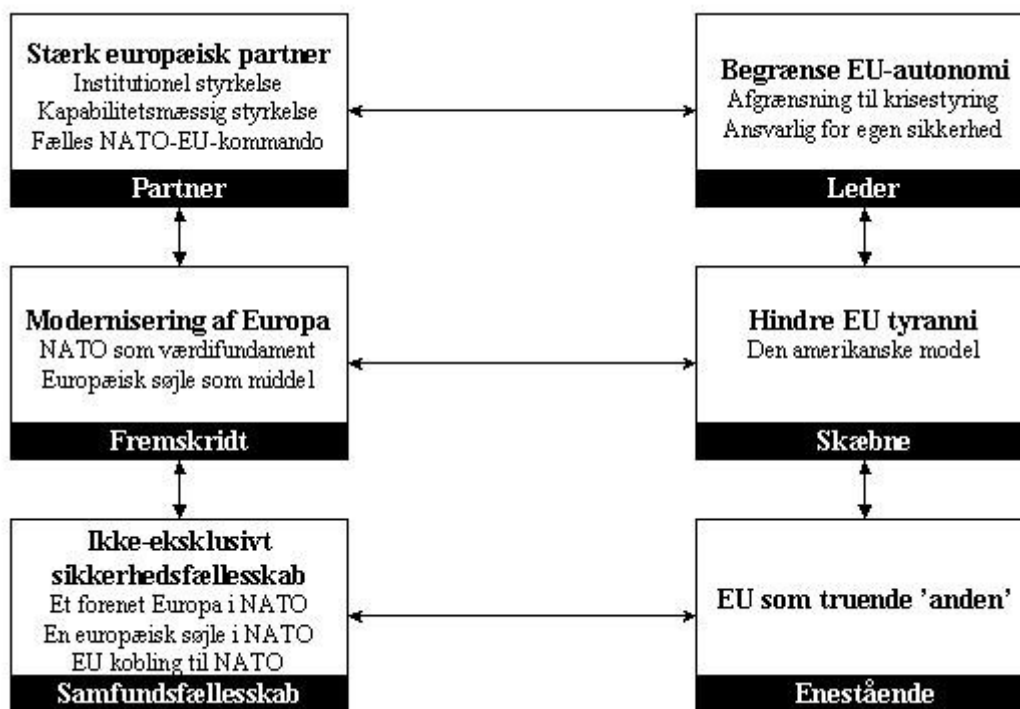 Stærk europæisk partner
Institutionel styrkelse
Kapabilitetsmæssig styrkelse
Fælles NATO-EU-kommando
Partner
Begrænse EU-autonomi
Afgrænsning til krisestyring
Ansvarlig for egen sikkerhed
Leder
Modernisering af Europa
NATO som værdifundament
Europæisk søjle som middel
Fremskridt
Hindre EU tyranni
Den amerikanske model
Skæbne
Ikke-eksklusivt
sikkerhedsfællesskab
Et forenet Europa i NATO
En europæisk søjle i NATO
EU kobling til NATO
Samfundsfællesskab
EU som truende ’anden’
Enestående